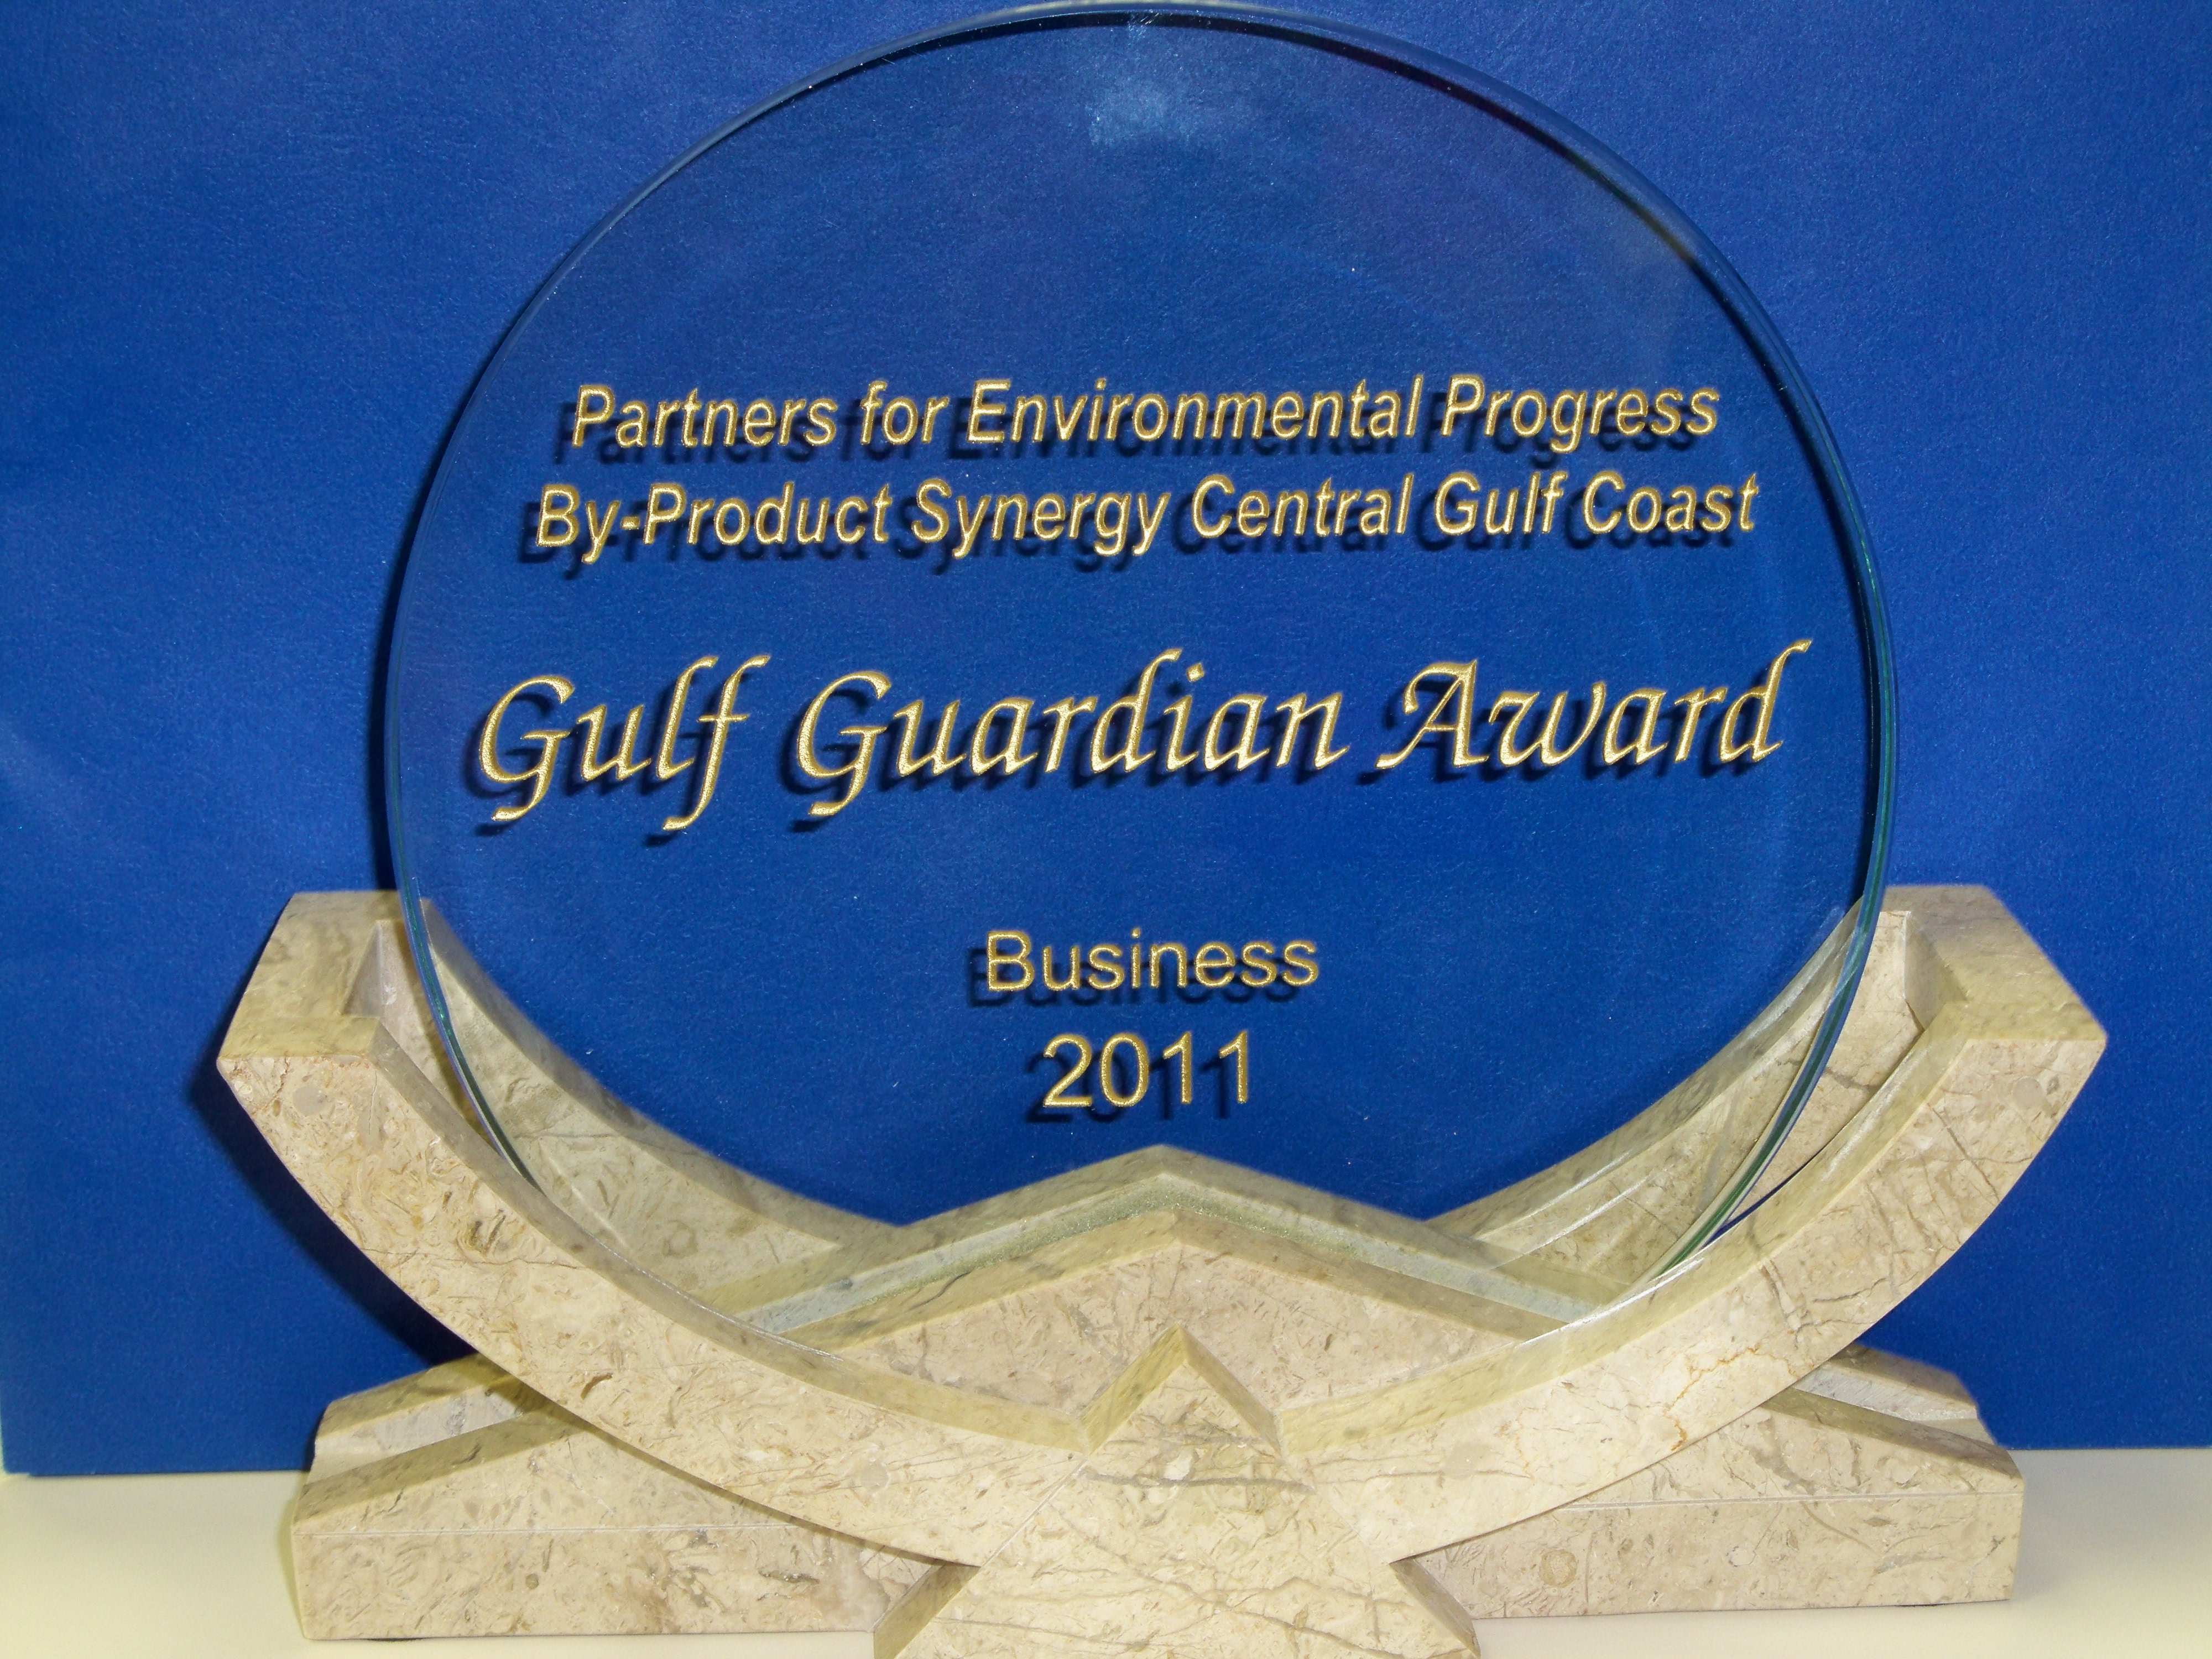 Partners for Environmental Progress
By-Product Synergy Central Gulf Coast
Gulf Guardian Award
Business
2011